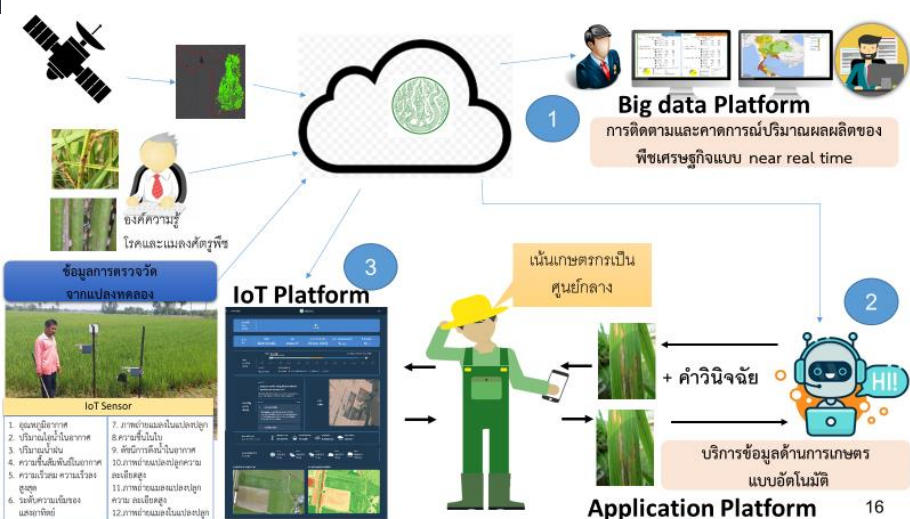 1
Big data Platform
การติดตามและคาดการณ์ปริมาณผลผลิตของ
พืชเศรษฐกิจแบบ near real time
องค์ความรู้
โรคและแมลงศัตรูพืช
ข้อมูลการตรวจวัด
จากแปลงทดลอง
3
IoT Platform
เน้นเกษตรกรเป็น
ศูนย์กลาง
2
+ คำวินิจฉัย
HI!
IoT Sensor
1. อุณหภูมิอากาศ
2. ปริมาณไอน้ำในอากาศ
3. ปริมาณน้ำฝน
4. ความชื้นสัมพันธ์ในอากาศ
5. ความเร็วลม ความเร็วลง
สูงสุด
6. ระดับความเข้มของ
แสงอาทิตย์
7. ภาพถ่ายแมลงในแปลงปลูก
8.ความชื้นในใบ
9. ดัชนีการดึงน้ำในอากาศ
10.ภาพถ่ายแปลงปลูกความ
ละเอียดสูง
11.ภาพถ่ายแมลงแปลงปลูก
ความ ละเอียดสูง
12.ภาพถ่ายแมลงในแปลงปลูก
บริการข้อมูลด้านการเกษตร
แบบอัตโนมัติ
Application Platform
16